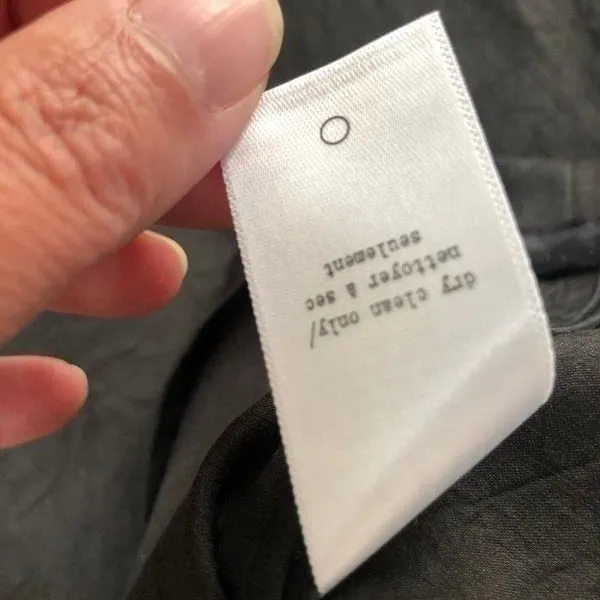 dry clean only/
nettoyer à sec
seulement